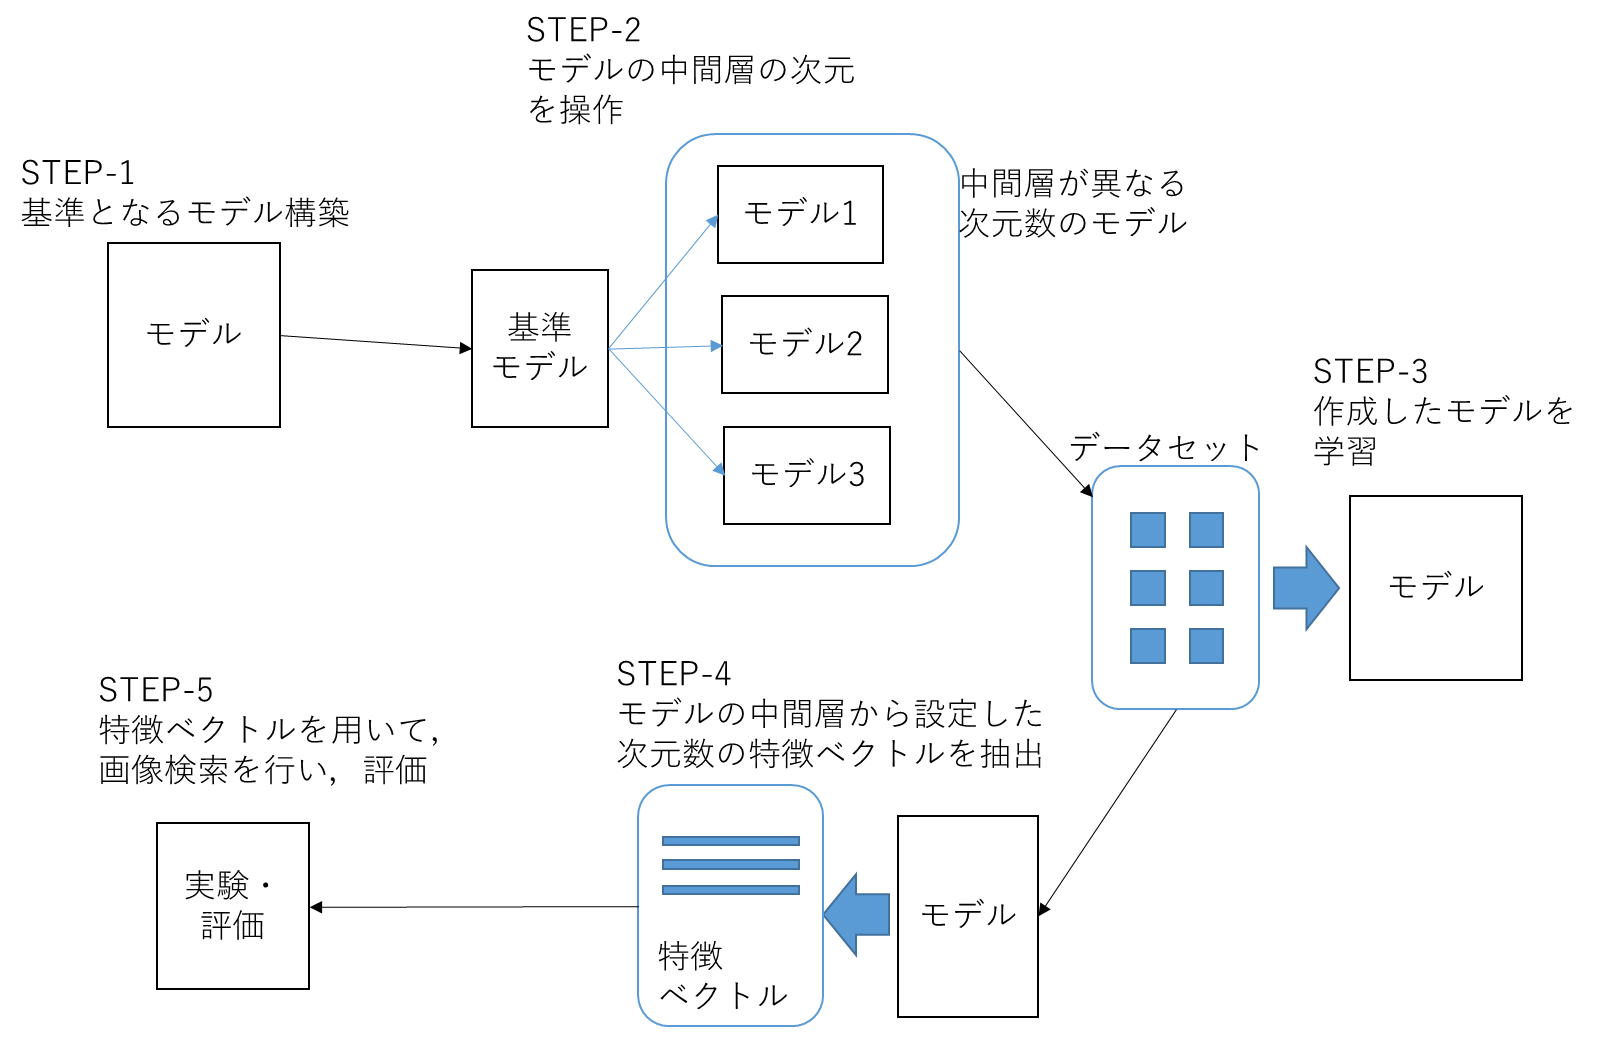 STEP-1
基準となるモデル構築
モデル
基準
モデル
STEP-2
モデルの中間層の次元
を操作
モデル1
モデル2
モデル3
中間層が異なる
次元数のモデル
データセット
STEP-3
作成したモデルを
学習
モデル
STEP-4
モデルの中間層から設定した
次元数の特徴ベクトルを抽出
モデル
特徴
ベクトル
STEP-5
特徴ベクトルを用いて，
画像検索を行い，評価
実験・
評価